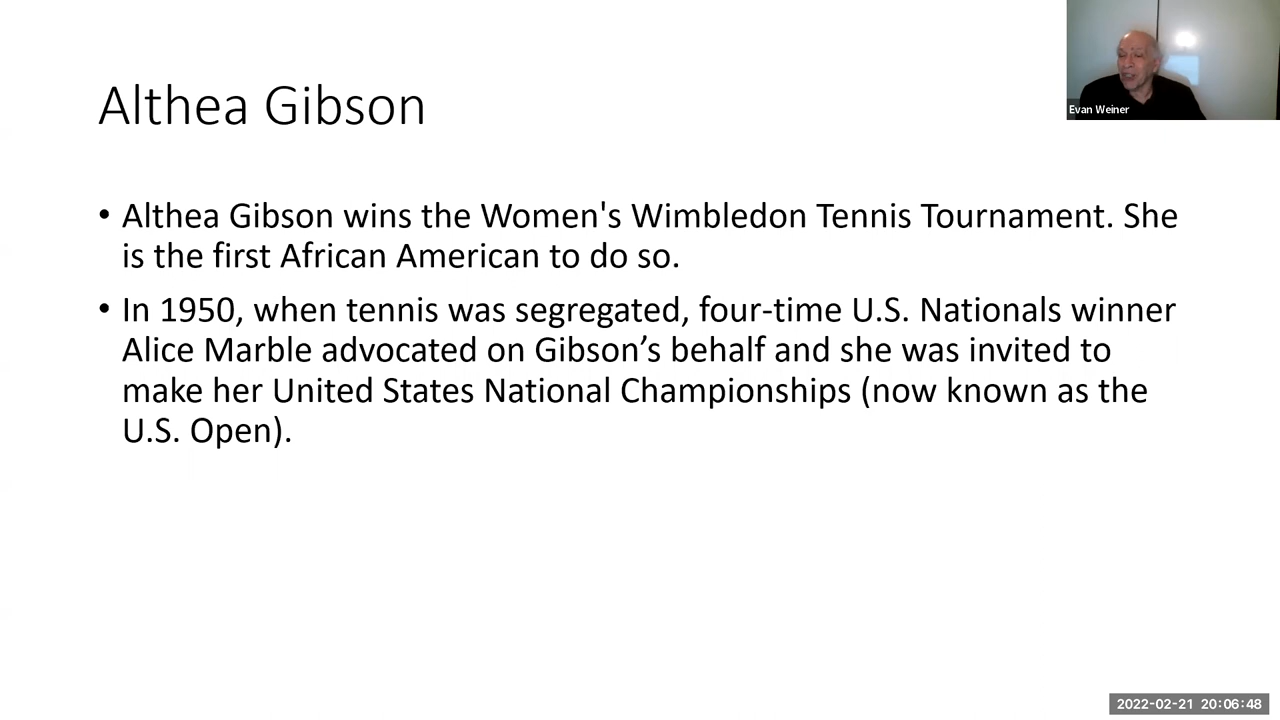 Althea Gibson
Evan Weiner
• Althea Gibson wins the Women's Wimbledon Tennis Tournament. She
is the first African American to do so.
• In 1950, when tennis was segregated, four-time U.S. Nationals winner
Alice Marble advocated on Gibson’s behalf and she was invited to
make her United States National Championships (now known as the
U.S. Open).
2022-02-21 20:06:48